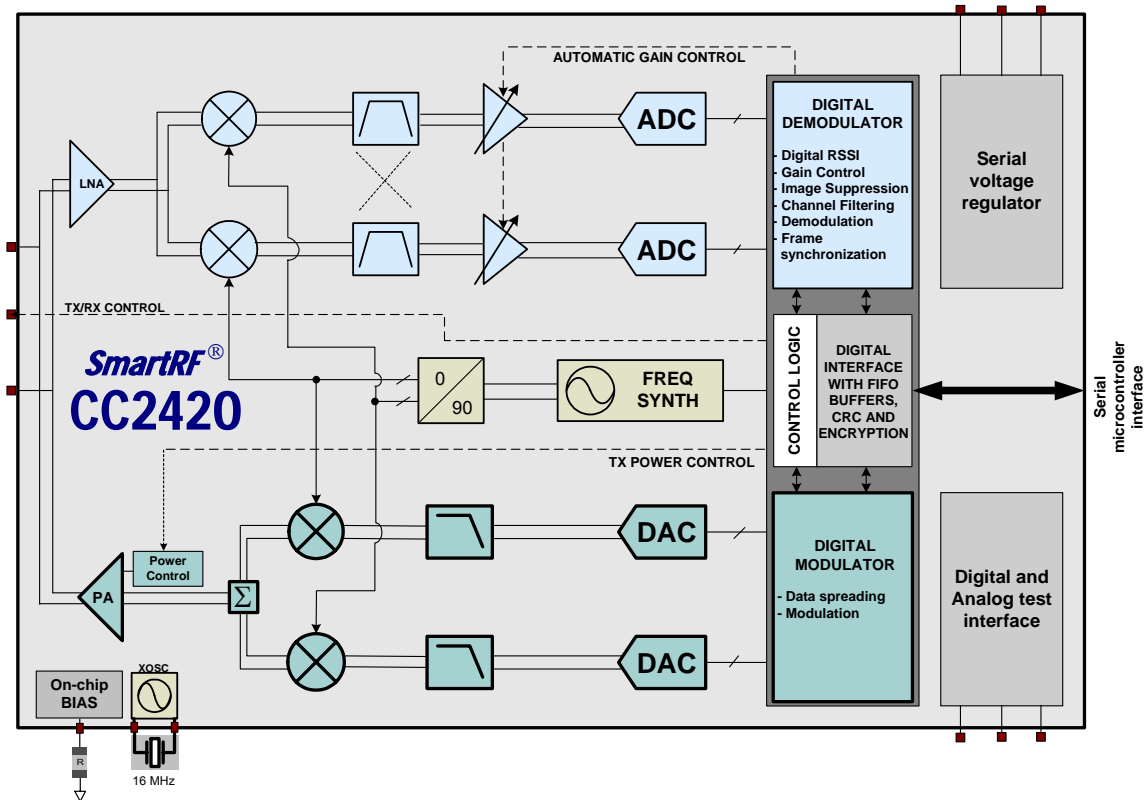 AUTOMATIC GAIN CONTROL
LNA
ADC
ADC
DIGITAL
DEMODULATOR
- Digital RSSI
- Gain Control
- Image Suppression
- Channel Filtering
- Demodulation
- Frame
synchronization
Serial
voltage
regulator
TX/RX CONTROL
SmartRF®
CC2420
0
90
FREQ
SYNTH
CONTROL LOGIC
DIGITAL
INTERFACE
WITH FIFO
BUFFERS,
CRC AND
ENCRYPTION
Serial
microcontroller
interface
TX POWER CONTROL
Power
Control
PA
Σ
DAC
DAC
DIGITAL
MODULATOR
- Data spreading
- Modulation
Digital and
Analog test
interface
On-chip
BIAS
XOSC
R
16 MHz